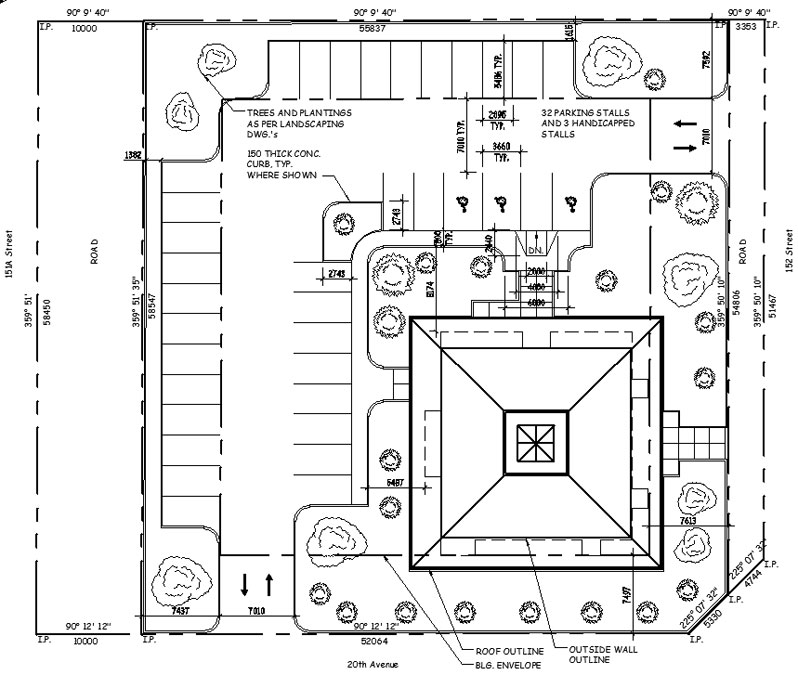 90° 9' 40"
90° 9' 40"
90° 9' 40"
I.P.
10000
I.P.
55837
1616
I.P.
3353
I.P.
5486 TYP.
7592
TREES AND PLANTINGS
AS PER LANDSCAPING
DWG.'s
7010 TYP.
TYP.
32 PARKING STALLS
AND 3 HANDICAPPED
STALLS
7010
1382
150 THICK CONC.
CURB, TYP.
WHERE SHOWN
3660
TYP.
2743
TYP.
DN.
151A Street
ROAD
ROAD
152 Street
2743
8174
2000
4000
6000
359° 51'
58450
359° 51' 35"
58547
359° 50' 10"
54806
359° 50' 10"
51467
5487
7613
7437
7010
7497
225° 07' 32"
4744
225° 07' 32"
5330
I.P.
90° 12' 12"
10000
I.P.
90° 12' 12"
52064
I.P.
I.P.
ROOF OUTLINE
BLG. ENVELOPE
OUTSIDE WALL
OUTLINE
20th Avenue